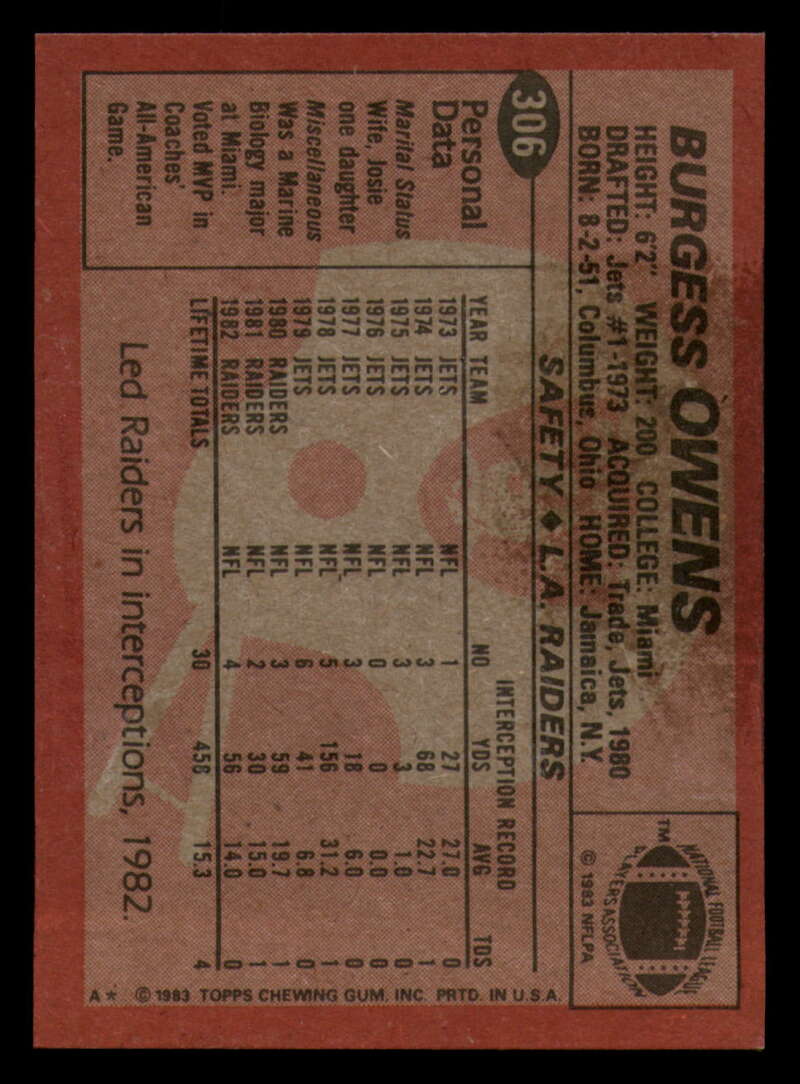 306
BURGESS OWENS
HEIGHT: 6'2" WEIGHT: 200 COLLEGE: Miami
DRAFTED: Jets #1-1973 ACQUIRED: Trade, Jets, 1980
BORN: 8-2-51, Columbus, Ohio HOME: Jamaica, N.Y.
NATIONAL FOOTBALL LEAGUE
PLAYERS ASSOCIATION
TM
© 1983 NFLPA
SAFETY ♦ L.A. RAIDERS
Personal
Data
Marital Status
Wife, Josie
one daughter
Miscellaneous
Was a Marine
Biology major
at Miami.
Voted MVP in
Coaches'
All-American
Game.
INTERCEPTION RECORD
YEAR TEAM NO YDS AVG TDS
1973 JETS NFL 1 27 27.0 0
1974 JETS NFL 3 68 22.7 1
1975 JETS NFL 3 3 1.0 0
1976 JETS NFL 0 0 0.0 0
1977 JETS NFL 3 18 6.0 0
1978 JETS NFL 5 156 31.2 1
1979 JETS NFL 6 41 6.8 0
1980 RAIDERS NFL 3 59 19.7 1
1981 RAIDERS NFL 2 30 15.0 1
1982 RAIDERS NFL 4 56 14.0 0
LIFETIME TOTALS 30 458 15.3 4
Led Raiders in interceptions, 1982.
A* © 1983 TOPPS CHEWING GUM, INC. PRTD. IN U.S.A.